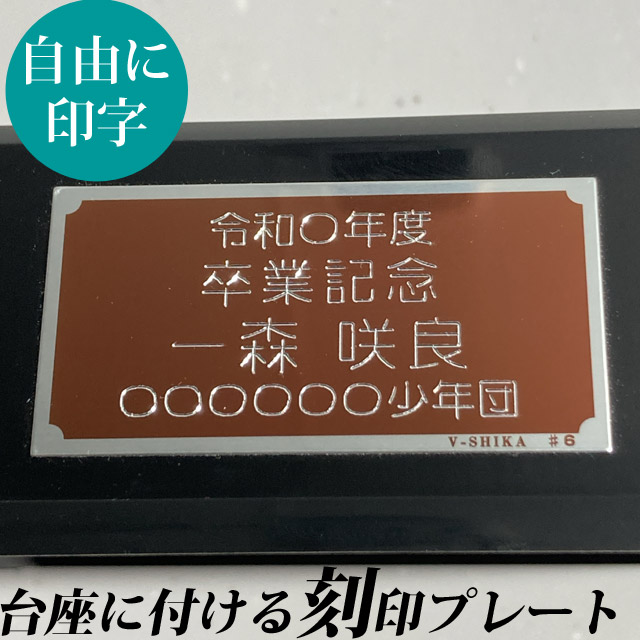 自由に
印字
令和〇年度
卒業記念
一森 咲良
〇〇〇〇〇〇少年団
V-SHIKA ♯6
台座に付ける刻印プレート